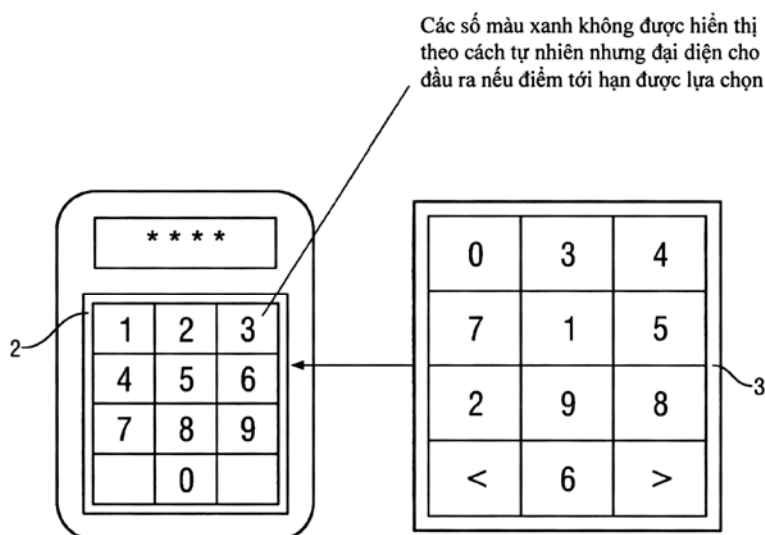 Các số màu xanh không được hiển thị
theo cách tự nhiên nhưng đại diện cho
đầu ra nếu điểm tới hạn được lựa chọn
* * * *
2
1 2 3
4 5 6
7 8 9
0
0 3 4
7 1 5
2 9 8
< 6 >
3